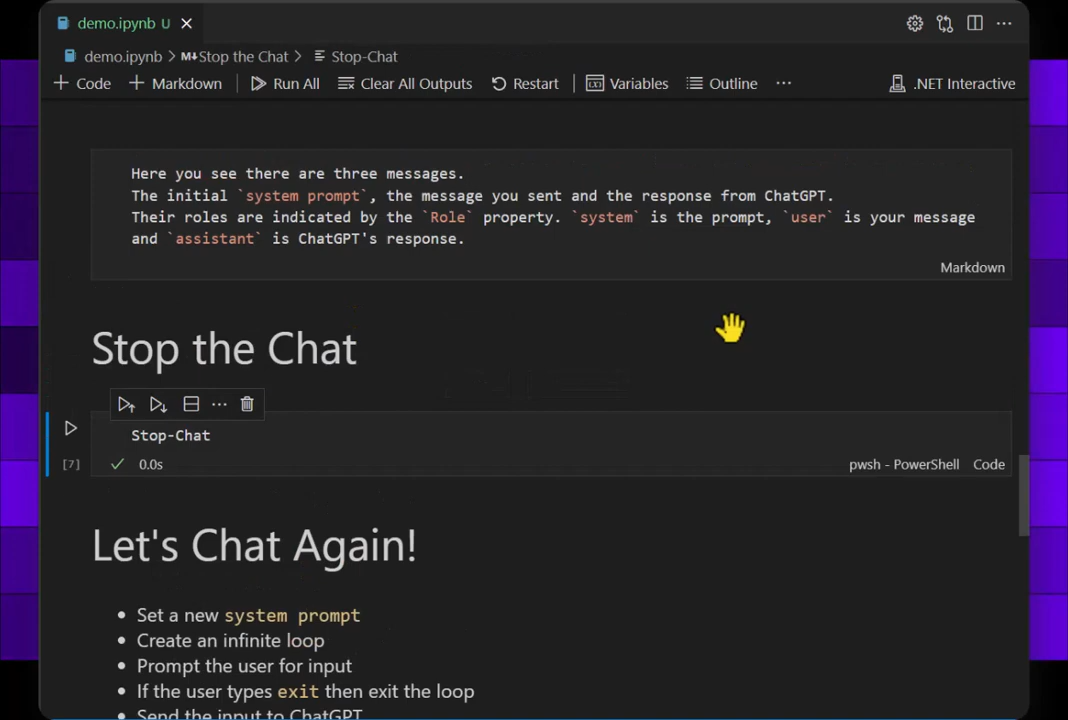 demo.ipynb U
demo.ipynb > M↓Stop the Chat > Stop-Chat
+ Code + Markdown Run All Clear All Outputs Restart Variables Outline ... .NET Interactive
Here you see there are three messages.
The initial `system prompt`, the message you sent and the response from ChatGPT.
Their roles are indicated by the `Role` property. `system` is the prompt, `user` is your message
and `assistant` is ChatGPT's response.
Markdown
Stop the Chat
Stop-Chat
[7] 0.0s pwsh - PowerShell Code
Let's Chat Again!
• Set a new system prompt
• Create an infinite loop
• Prompt the user for input
• If the user types exit then exit the loop
• Send the input to ChatGPT